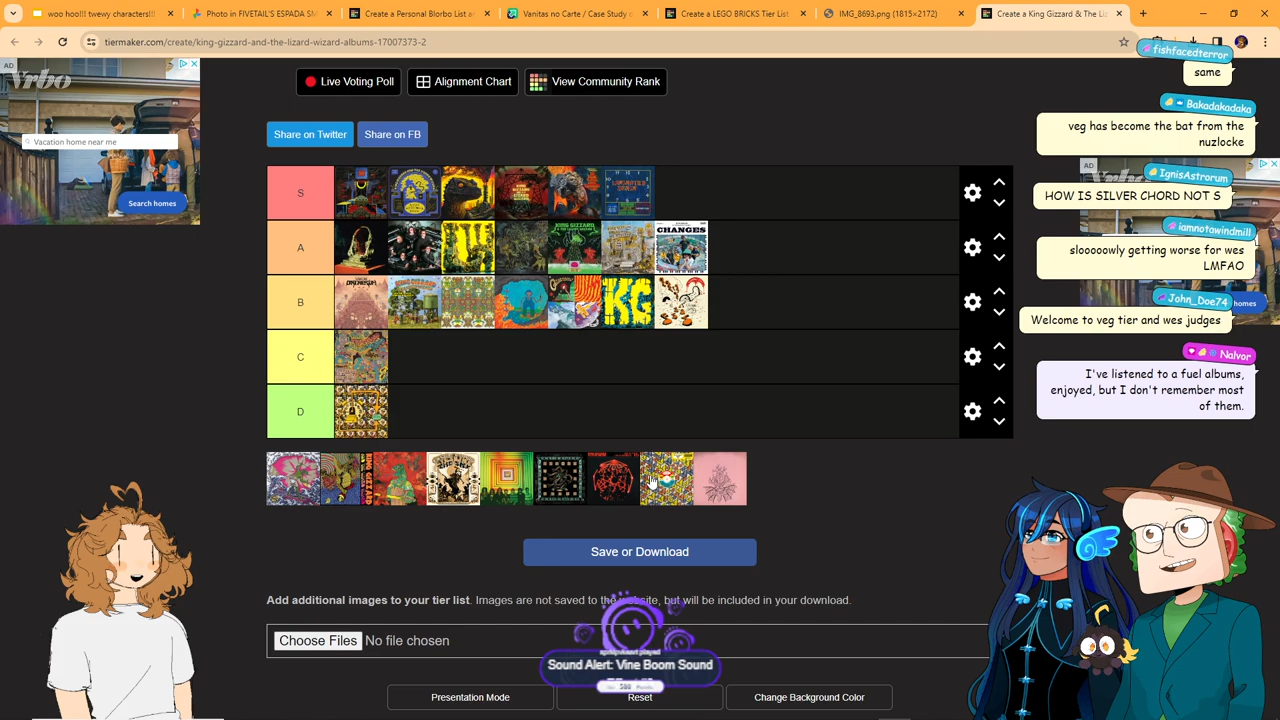 woo hoo!!! twewy characters!!!
Photo in FIVETAIL'S ESPADA SM
Create a Personal Blorbo List a
Vanitas no Carte / Case Study o
Create a LEGO BRICKS Tier List
IMG_8693.png (1815×2172)
Create a King Gizzard & The Li
tiermaker.com/create/king-gizzard-and-the-lizard-wizard-albums-17007373-2
AD
Vrbo
Vacation home near me
Search homes
Live Voting Poll
Alignment Chart
View Community Rank
Share on Twitter
Share on FB
S
A
CHANGES
B
KG
C
D
Save or Download
Add additional images to your tier list. Images are not saved to the website, but will be included in your download.
Choose Files No file chosen
Sound Alert: Vine Boom Sound
Presentation Mode
Reset
Change Background Color
fishfacedterror
same
Bakadakadaka
veg has become the bat from the
nuzlocke
AD
IgnisAstrorum
HOW IS SILVER CHORD NOT S
iamnotawindmill
slooooowly getting worse for wes
LMFAO
John_Doe74
homes
Welcome to veg tier and wes judges
Nalvor
I've listened to a fuel albums,
enjoyed, but I don't remember most
of them.